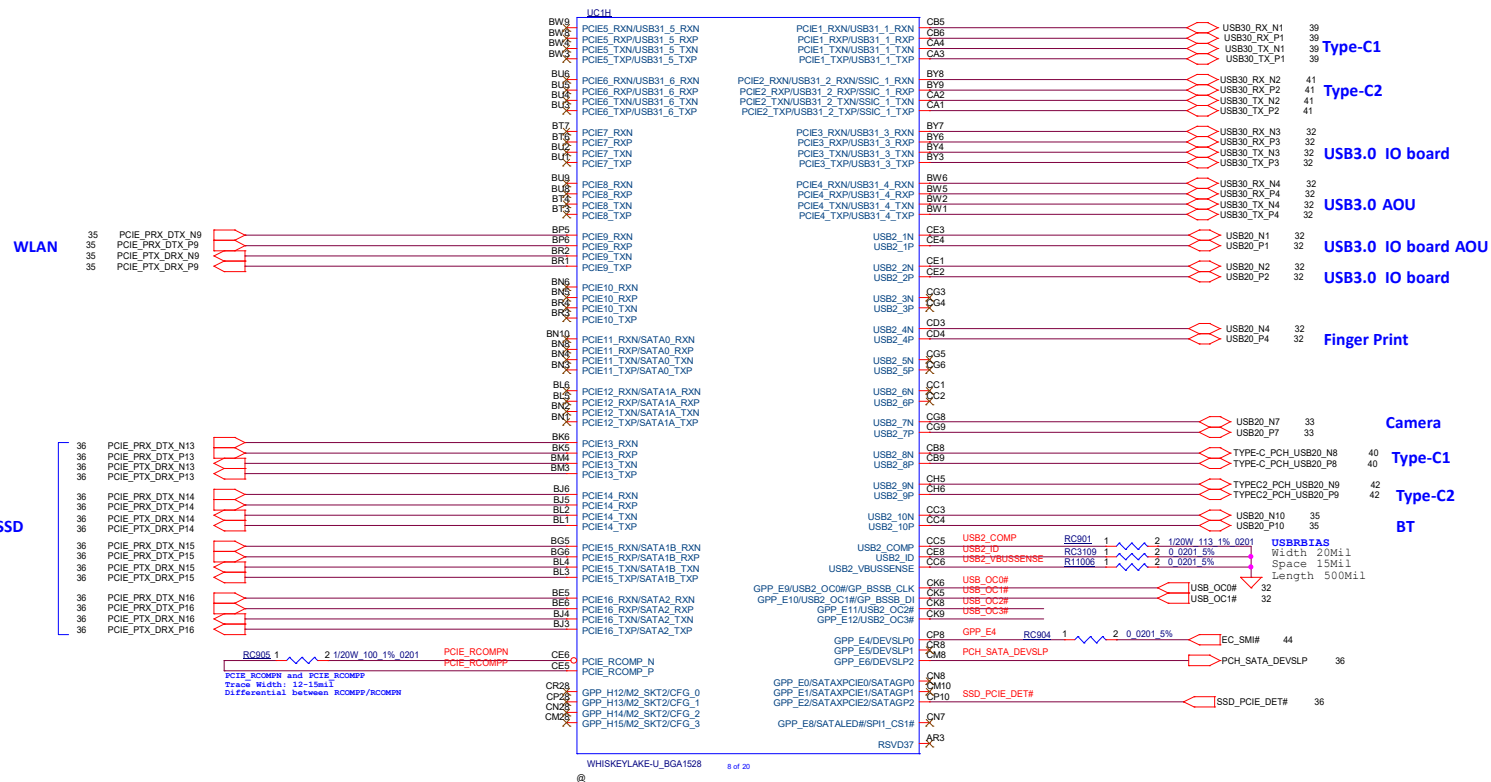 UC1H
BW9 PCIE5_RXN/USB31_5_RXN PCIE1_RXN/USB31_1_RXN CB5 USB30_RX_N1 39
BW8 PCIE5_RXP/USB31_5_RXP PCIE1_RXP/USB31_1_RXP CB6 USB30_RX_P1 39
BW4 PCIE5_TXN/USB31_5_TXN PCIE1_TXN/USB31_1_TXN CA4 USB30_TX_N1 39 Type-C1
BW3 PCIE5_TXP/USB31_5_TXP PCIE1_TXP/USB31_1_TXP CA3 USB30_TX_P1 39
BU6 PCIE6_RXN/USB31_6_RXN PCIE2_RXN/USB31_2_RXN/SSIC_1_RXN BY8 USB30_RX_N2 41
BU5 PCIE6_RXP/USB31_6_RXP PCIE2_RXP/USB31_2_RXP/SSIC_1_RXP BY9 USB30_RX_P2 41 Type-C2
BU4 PCIE6_TXN/USB31_6_TXN PCIE2_TXN/USB31_2_TXN/SSIC_1_TXN CA2 USB30_TX_N2 41
BU3 PCIE6_TXP/USB31_6_TXP PCIE2_TXP/USB31_2_TXP/SSIC_1_TXP CA1 USB30_TX_P2 41
BT7 PCIE7_RXN PCIE3_RXN/USB31_3_RXN BY7 USB30_RX_N3 32
BT6 PCIE7_RXP PCIE3_RXP/USB31_3_RXP BY6 USB30_RX_P3 32
BU2 PCIE7_TXN PCIE3_TXN/USB31_3_TXN BY4 USB30_TX_N3 32 USB3.0 IO board
BU1 PCIE7_TXP PCIE3_TXP/USB31_3_TXP BY3 USB30_TX_P3 32
BU9 PCIE8_RXN PCIE4_RXN/USB31_4_RXN BW6 USB30_RX_N4 32
BU8 PCIE8_RXP PCIE4_RXP/USB31_4_RXP BW5 USB30_RX_P4 32
BT4 PCIE8_TXN PCIE4_TXN/USB31_4_TXN BW2 USB30_TX_N4 32 USB3.0 AOU
BT3 PCIE8_TXP PCIE4_TXP/USB31_4_TXP BW1 USB30_TX_P4 32
35 PCIE_PRX_DTX_N9 BP5 PCIE9_RXN USB2_1N CE3 USB20_N1 32
WLAN 35 PCIE_PRX_DTX_P9 BP6 PCIE9_RXP USB2_1P CE4 USB20_P1 32 USB3.0 IO board AOU
35 PCIE_PTX_DRX_N9 BR2 PCIE9_TXN USB2_2N CE1 USB20_N2 32
35 PCIE_PTX_DRX_P9 BR1 PCIE9_TXP USB2_2P CE2 USB20_P2 32 USB3.0 IO board
BN6 PCIE10_RXN USB2_3N CG3
BN5 PCIE10_RXP USB2_3P CG4
BR4 PCIE10_TXN
BR3 PCIE10_TXP
BN10 PCIE11_RXN/SATA0_RXN USB2_4N CD3 USB20_N4 32
BN8 PCIE11_RXP/SATA0_RXP USB2_4P CD4 USB20_P4 32 Finger Print
BN4 PCIE11_TXN/SATA0_TXN USB2_5N CG5
BN3 PCIE11_TXP/SATA0_TXP USB2_5P CG6
BL6 PCIE12_RXN/SATA1A_RXN USB2_6N CC1
BL5 PCIE12_RXP/SATA1A_RXP USB2_6P CC2
BN2 PCIE12_TXN/SATA1A_TXN
BN1 PCIE12_TXP/SATA1A_TXP
USB2_7N CG8 USB20_N7 33 Camera
USB2_7P CG9 USB20_P7 33
36 PCIE_PRX_DTX_N13 BK6 PCIE13_RXN
36 PCIE_PRX_DTX_P13 BK5 PCIE13_RXP USB2_8N CB8 TYPE-C_PCH_USB20_N8 40
36 PCIE_PTX_DRX_N13 BM4 PCIE13_TXN USB2_8P CB9 TYPE-C_PCH_USB20_P8 40 Type-C1
36 PCIE_PTX_DRX_P13 BM3 PCIE13_TXP
36 PCIE_PRX_DTX_N14 BJ6 PCIE14_RXN USB2_9N CH5 TYPEC2_PCH_USB20_N9 42
36 PCIE_PRX_DTX_P14 BJ5 PCIE14_RXP USB2_9P CH6 TYPEC2_PCH_USB20_P9 42 Type-C2
36 PCIE_PTX_DRX_N14 BL2 PCIE14_TXN USB2_10N CC3 USB20_N10 35
SSD 36 PCIE_PTX_DRX_P14 BL1 PCIE14_TXP USB2_10P CC4 USB20_P10 35 BT
36 PCIE_PRX_DTX_N15 BG5 PCIE15_RXN/SATA1B_RXN USB2_COMP CC5 USB2_COMP RC901 1 2 1/20W_113_1%_0201 USBRBIAS
36 PCIE_PRX_DTX_P15 BG6 PCIE15_RXP/SATA1B_RXP USB2_ID CE8 USB2_ID RC3109 1 2 0_0201_5% Width 20Mil
36 PCIE_PTX_DRX_N15 BL4 PCIE15_TXN/SATA1B_TXN USB2_VBUSSENSE CC6 USB2_VBUSSENSE R11006 1 2 0_0201_5% Space 15Mil
36 PCIE_PTX_DRX_P15 BL3 PCIE15_TXP/SATA1B_TXP Length 500Mil
GPP_E9/USB2_OC0#/GP_BSSB_CLK CK6 USB_OC0# USB_OC0# 32
36 PCIE_PRX_DTX_N16 BE5 PCIE16_RXN/SATA2_RXN GPP_E10/USB2_OC1#/GP_BSSB_DI CK5 USB_OC1# USB_OC1# 32
36 PCIE_PRX_DTX_P16 BE6 PCIE16_RXP/SATA2_RXP GPP_E11/USB2_OC2# CK8 USB_OC2#
36 PCIE_PTX_DRX_N16 BJ4 PCIE16_TXN/SATA2_TXN GPP_E12/USB2_OC3# CK9 USB_OC3#
36 PCIE_PTX_DRX_P16 BJ3 PCIE16_TXP/SATA2_TXP
GPP_E4/DEVSLP0 CP8 GPP_E4 RC904 1 2 0_0201_5% EC_SMI# 44
GPP_E5/DEVSLP1 CR8
RC905 1 2 1/20W_100_1%_0201 PCIE_RCOMPN CE6 PCIE_RCOMP_N GPP_E6/DEVSLP2 CM8 PCH_SATA_DEVSLP PCH_SATA_DEVSLP 36
PCIE_RCOMPP CE5 PCIE_RCOMP_P
PCIE_RCOMPN and PCIE_RCOMPP
Trace Width: 12-15mil
Differential between RCOMPP/RCOMPN
GPP_E0/SATAXPCIE0/SATAGP0 CN8
CR28 GPP_H12/M2_SKT2/CFG_0 GPP_E1/SATAXPCIE1/SATAGP1 CM10
CP28 GPP_H13/M2_SKT2/CFG_1 GPP_E2/SATAXPCIE2/SATAGP2 CP10 SSD_PCIE_DET# SSD_PCIE_DET# 36
CN28 GPP_H14/M2_SKT2/CFG_2
CM28 GPP_H15/M2_SKT2/CFG_3 GPP_E8/SATALED#/SPI1_CS1# CN7
RSVD37 AR3
WHISKEYLAKE-U_BGA1528 8 of 20
@